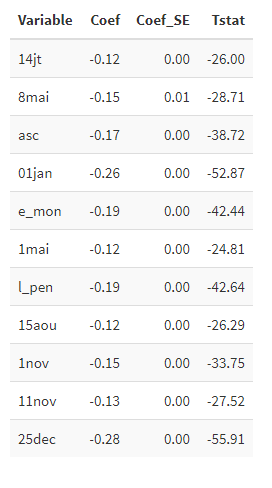 Variable Coef Coef_SE Tstat
14jt -0.12 0.00 -26.00
8mai -0.15 0.01 -28.71
asc -0.17 0.00 -38.72
01jan -0.26 0.00 -52.87
e_mon -0.19 0.00 -42.44
1mai -0.12 0.00 -24.81
l_pen -0.19 0.00 -42.64
15aou -0.12 0.00 -26.29
1nov -0.15 0.00 -33.75
11nov -0.13 0.00 -27.52
25dec -0.28 0.00 -55.91